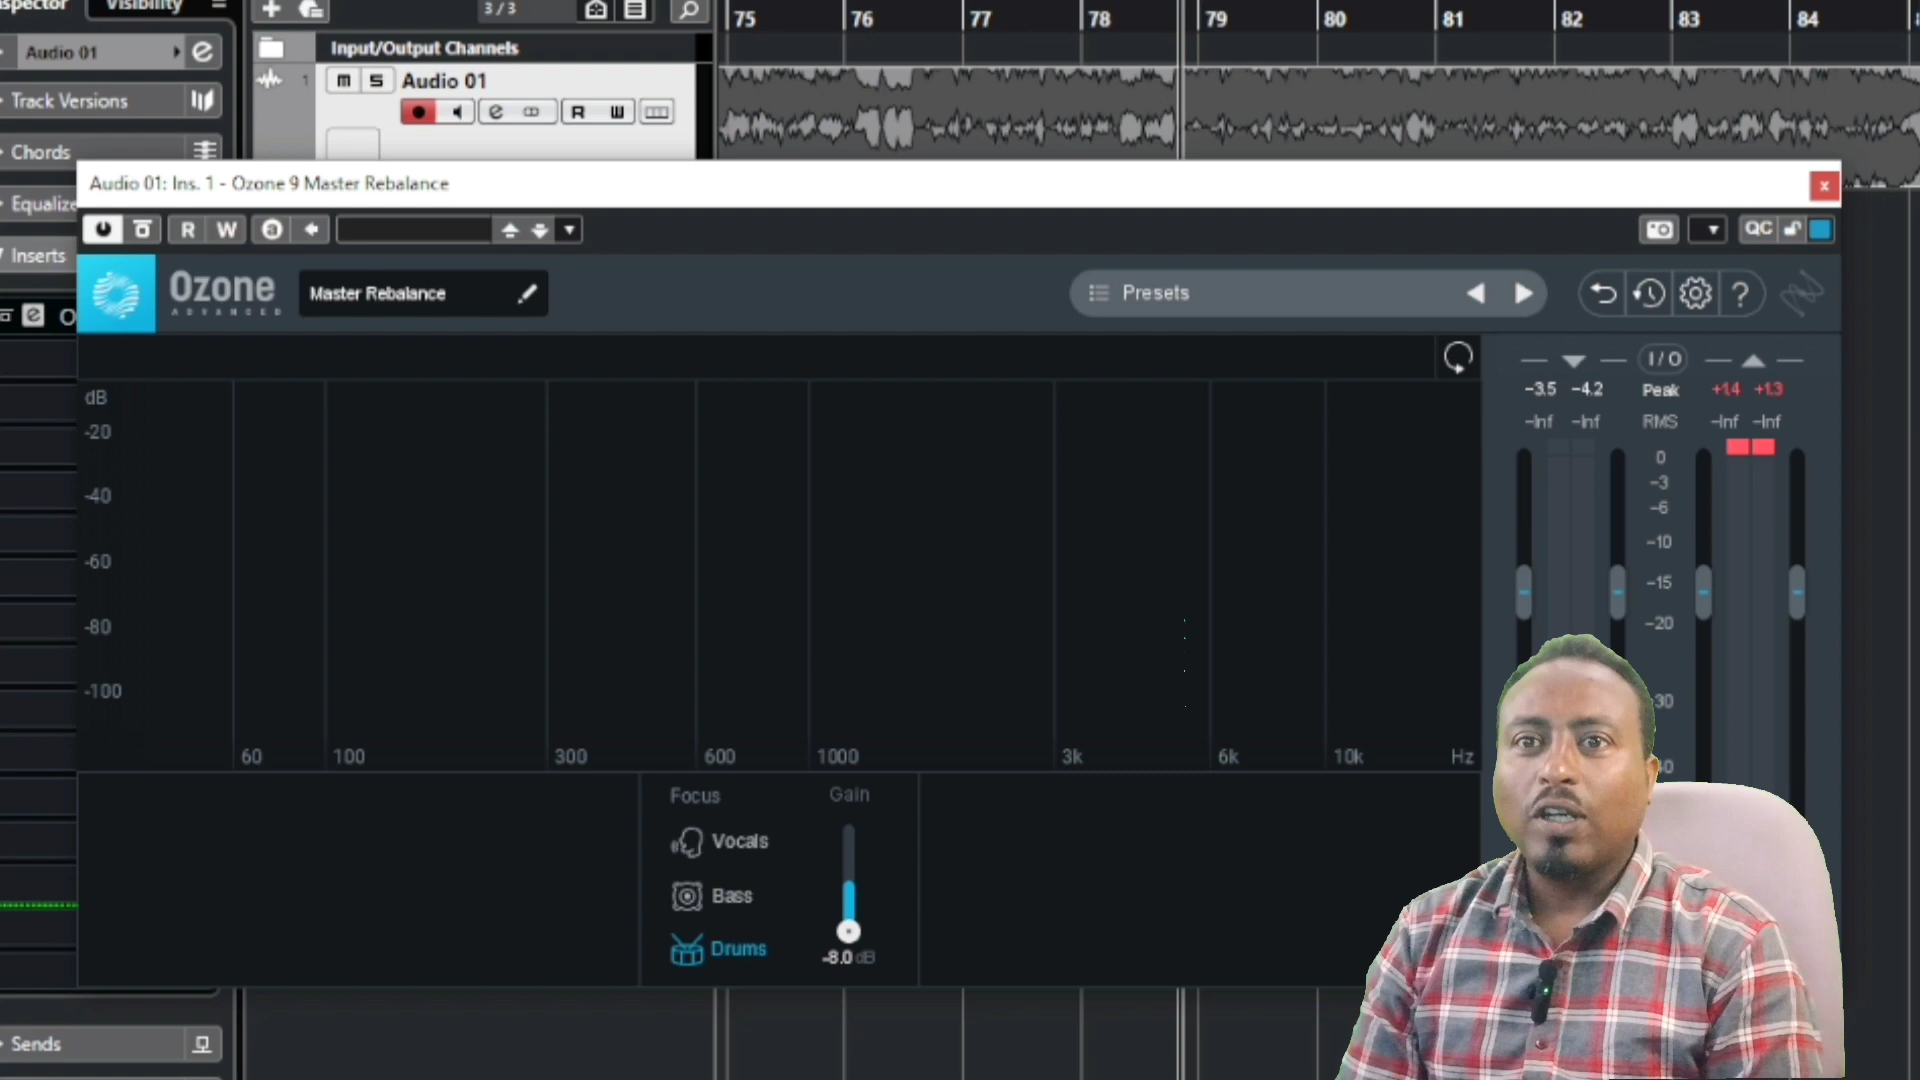 Inspector
Visibility
3 / 3
75
76
77
78
79
80
81
82
83
84
Audio 01
Input/Output Channels
1
m
S
Audio 01
Track Versions
R
W
Chords
Audio 01: Ins. 1 - Ozone 9 Master Rebalance
x
Equalize
R
W
QC
Inserts
Ozone
ADVANCED
Master Rebalance
Presets
?
I / O
-3.5
-4.2
Peak
+1.4
+1.3
-Inf
-Inf
RMS
-Inf
-Inf
dB
-20
-40
-60
-80
-100
0
-3
-6
-10
-15
-20
60
100
300
600
1000
3k
6k
10k
Hz
Focus
Gain
Vocals
Bass
Drums
-8.0 dB
Sends